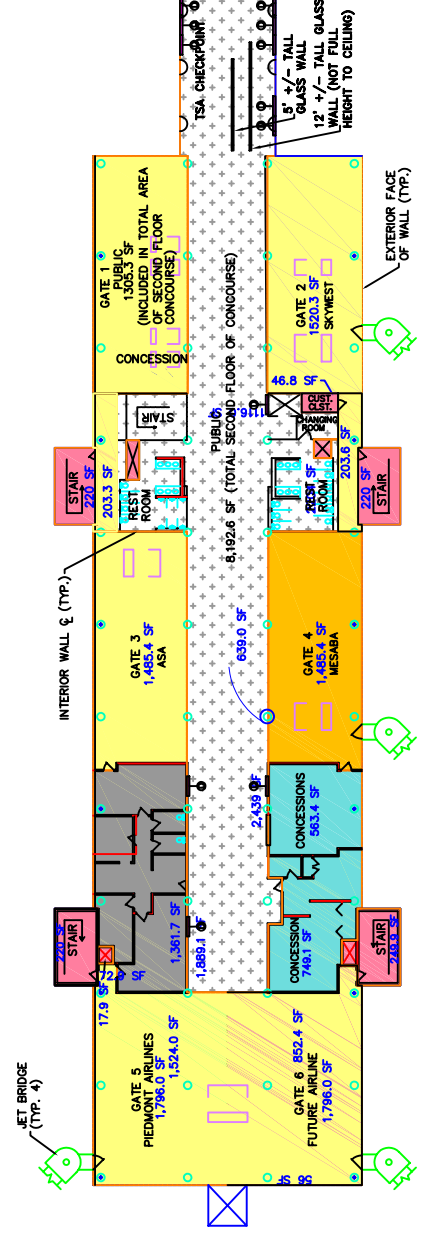 TSA CHECKPOINT
5' +/- TALL
GLASS WALL
12' +/- TALL GLASS
WALL (NOT FULL
HEIGHT TO CEILING)
GATE 1
PUBLIC
1306.3 SF
(INCLUDED IN TOTAL AREA
OF SECOND FLOOR
CONCOURSE)
CONCESSION
GATE 2
1520.3 SF
SKYWEST
EXTERIOR FACE
OF WALL (TYP.)
PUBLIC
8,192.6 SF (TOTAL SECOND FLOOR OF CONCOURSE)
46.8 SF
CUST.
CLST.
CHANGING
ROOM
STAIR
STAIR
220 SF
203.3 SF
REST
ROOM
REST
ROOM
203.6 SF
220 SF
STAIR
INTERIOR WALL ℄ (TYP.)
GATE 3
1,485.4 SF
ASA
639.0 SF
GATE 4
1,485.4 SF
MESABA
2,439 SF
CONCESSIONS
563.4 SF
1,361.7 SF
1,889.1 SF
CONCESSION
749.1 SF
220 SF
STAIR
STAIR
249.9 SF
17.9 SF
GATE 5
PIEDMONT AIRLINES
1,796.0 SF
1,524.0 SF
GATE 6 852.4 SF
FUTURE AIRLINE
1,796.0 SF
JET BRIDGE
(TYP. 4)